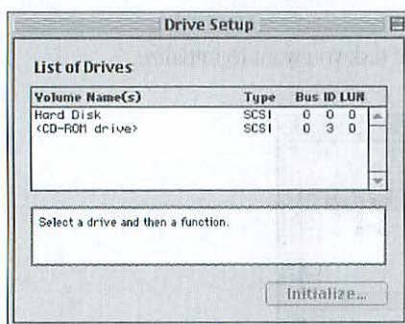 Drive Setup
List of Drives
Volume Name(s) Type Bus ID LUN
Hard Disk SCSI 0 0 0
<CD-ROM drive> SCSI 0 3 0
Select a drive and then a function.
Initialize...